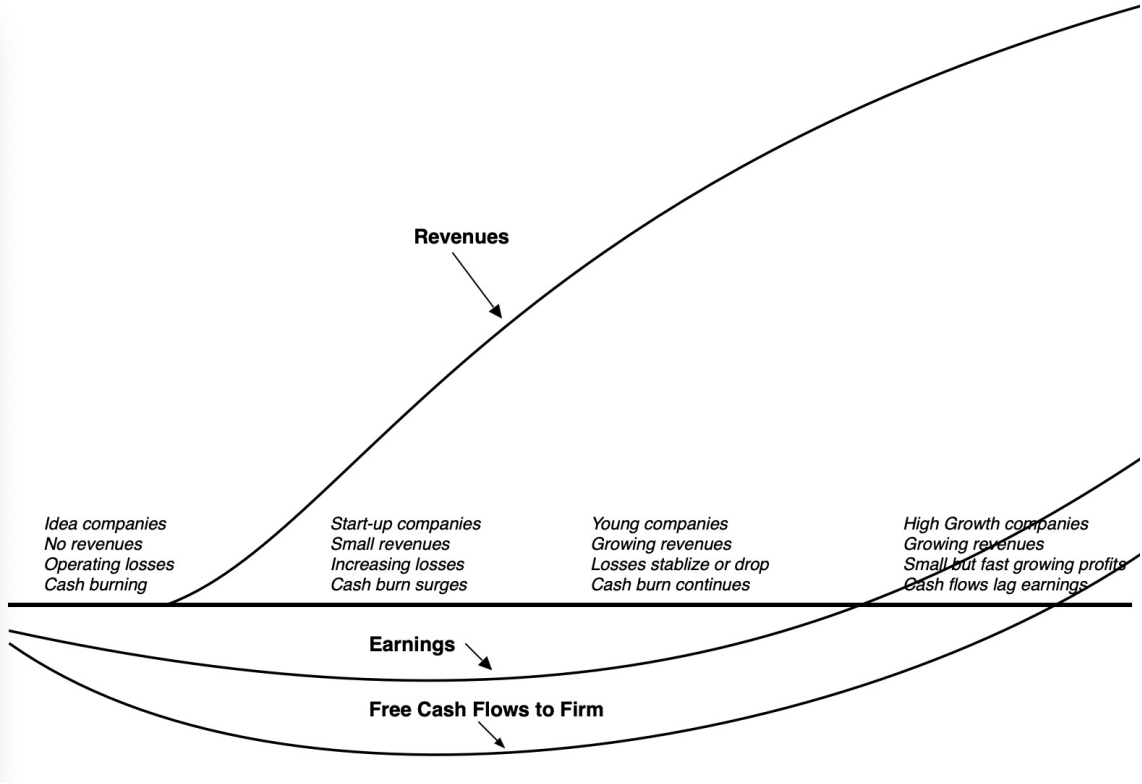 Revenues
Idea companies
No revenues
Operating losses
Cash burning
Start-up companies
Small revenues
Increasing losses
Cash burn surges
Young companies
Growing revenues
Losses stablize or drop
Cash burn continues
High Growth companies
Growing revenues
Small but fast growing profits
Cash flows lag earnings
Earnings
Free Cash Flows to Firm